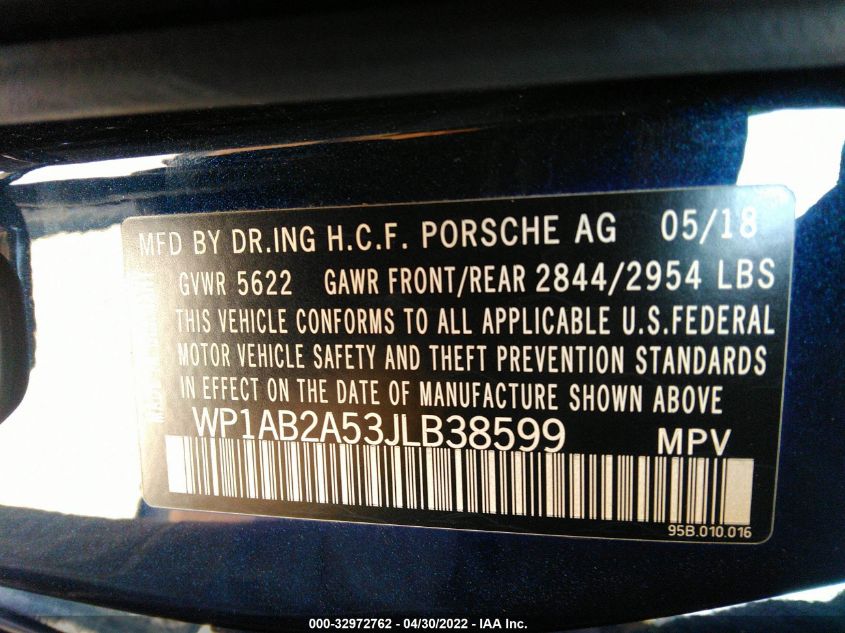 MFD BY DR.ING H.C.F. PORSCHE AG 05/18
GVWR 5622 GAWR FRONT/REAR 2844/2954 LBS
THIS VEHICLE CONFORMS TO ALL APPLICABLE U.S.FEDERAL
MOTOR VEHICLE SAFETY AND THEFT PREVENTION STANDARDS
IN EFFECT ON THE DATE OF MANUFACTURE SHOWN ABOVE
WP1AB2A53JLB38599 MPV
95B.010.016
000-32972762 - 04/30/2022 - IAA Inc.